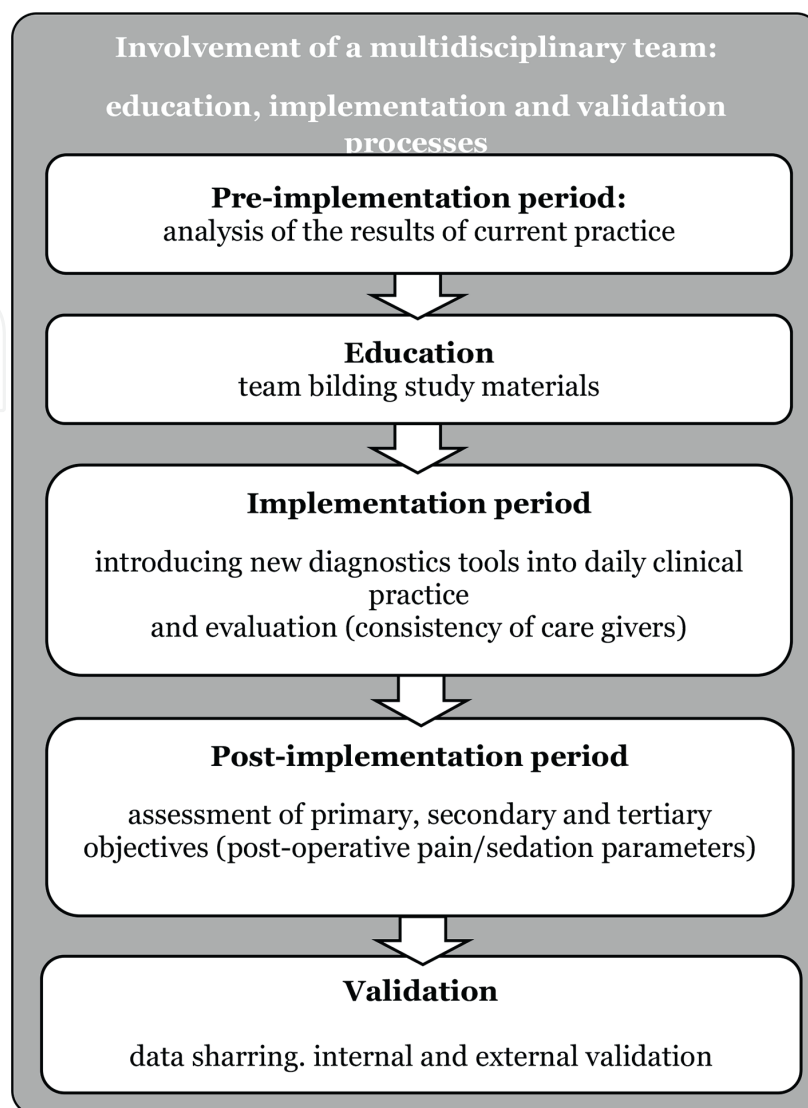 Involvement of a multidisciplinary team:
education, implementation and validation
processes
Pre-implementation period:
analysis of the results of current practice
Education
team bilding study materials
Implementation period
introducing new diagnostics tools into daily clinical
practice
and evaluation (consistency of care givers)
Post-implementation period
assessment of primary, secondary and tertiary
objectives (post-operative pain/sedation parameters)
Validation
data sharring. internal and external validation